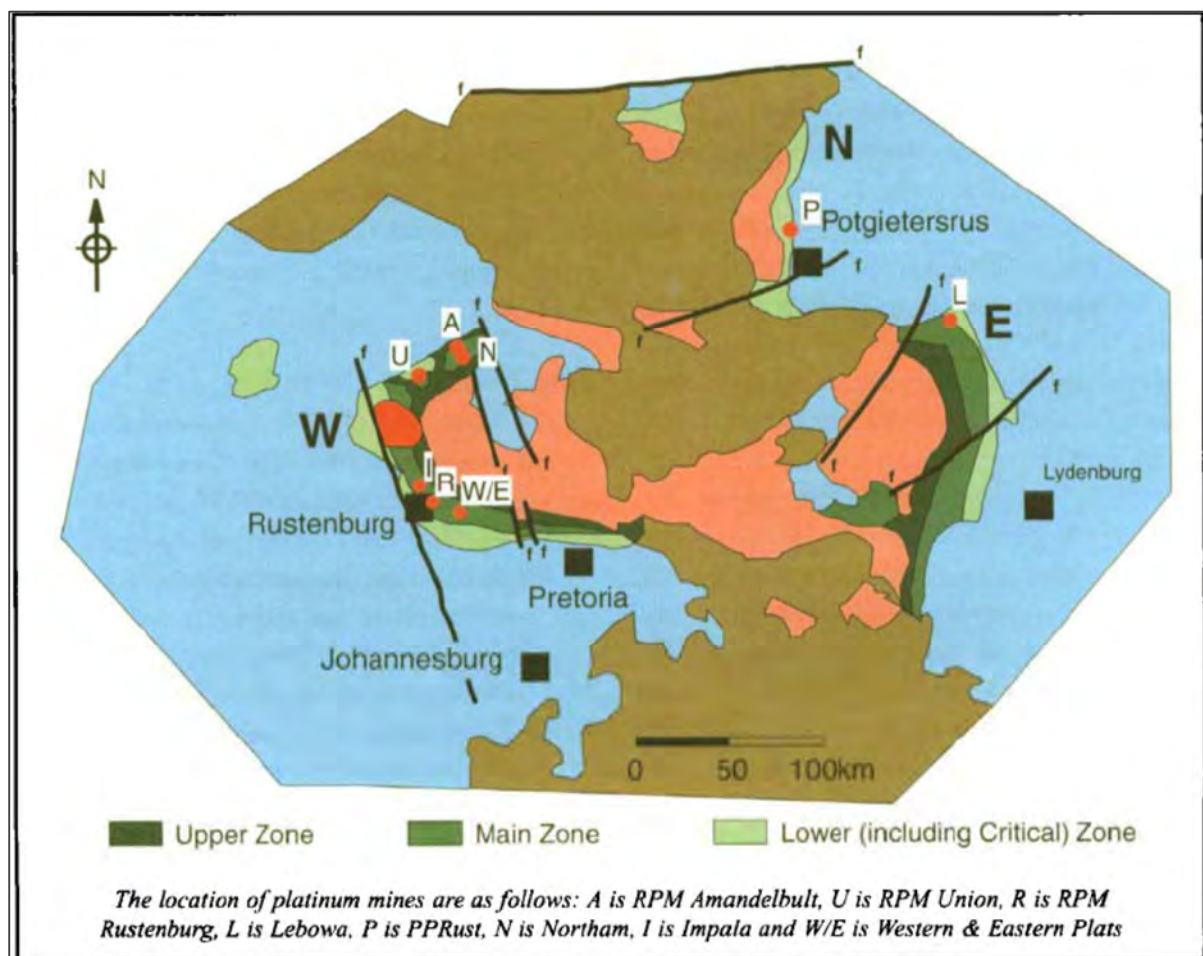 f
f
N
N
P
Potgietersrus
f
f
L
E
A
f
N
U
f
f
f
W
f
f
f
f
I
R
W/E
Lydenburg
Rustenburg
f
f
Pretoria
Johannesburg
0 50 100km
Upper Zone Main Zone Lower (including Critical) Zone
The location of platinum mines are as follows: A is RPM Amandelbult, U is RPM Union, R is RPM
Rustenburg, L is Lebowa, P is PPRust, N is Northam, I is Impala and W/E is Western & Eastern Plats